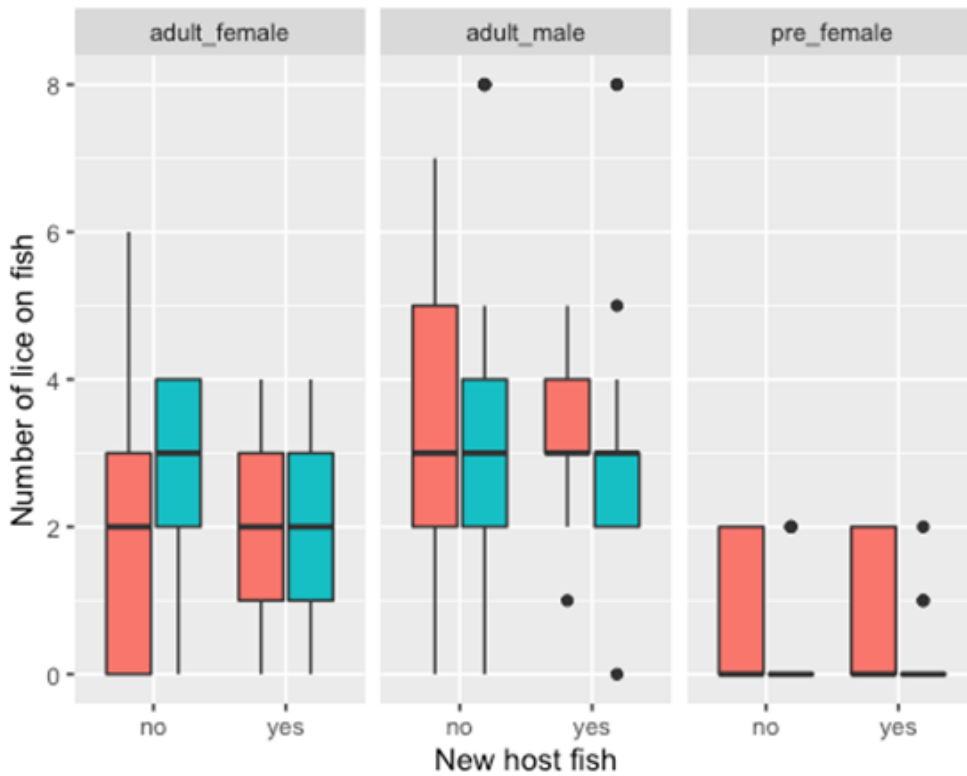 adult_female
adult_male
pre_female
8
6
4
2
0
Number of lice on fish
no
yes
no
yes
no
yes
New host fish